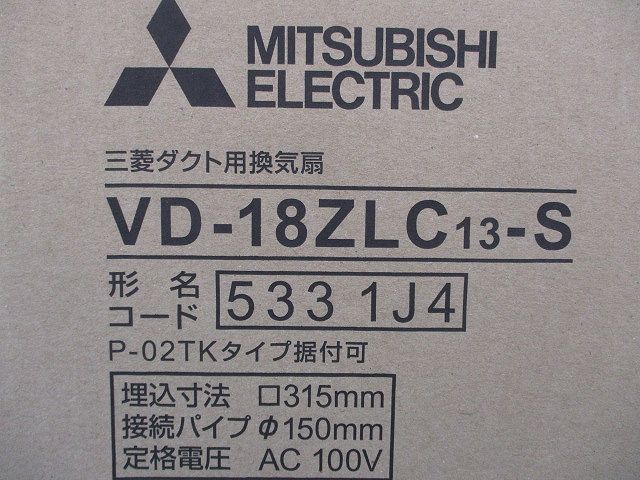 MITSUBISHI
ELECTRIC
三菱ダクト用換気扇
VD-18ZLC13-S
形名
コード 5331J4
P-02TKタイプ据付可
埋込寸法 □315mm
接続パイプ φ150mm
定格電圧 AC 100V